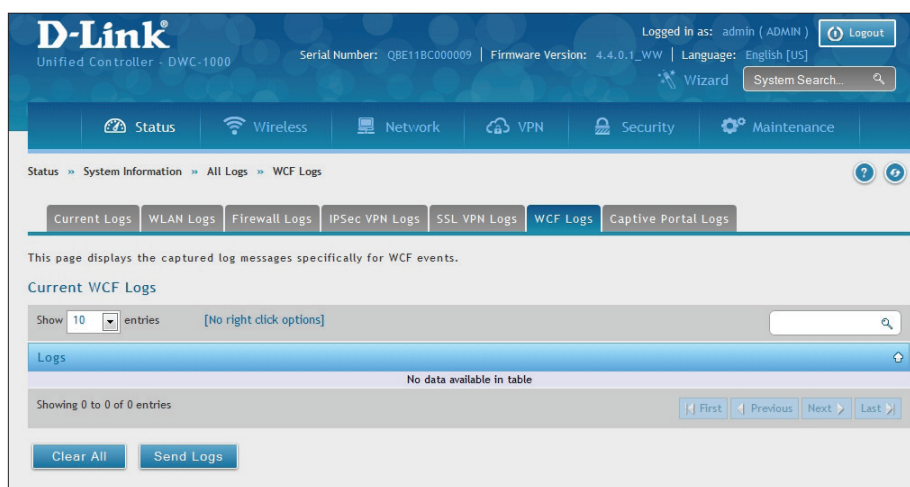 D-Link
Unified Controller - DWC-1000
Logged in as: admin ( ADMIN ) Logout
Serial Number: QBE11BC000009 | Firmware Version: 4.4.0.1_WW | Language: English [US]
Wizard System Search...
Status Wireless Network VPN Security Maintenance
Status » System Information » All Logs » WCF Logs
?
Current Logs WLAN Logs Firewall Logs IPSec VPN Logs SSL VPN Logs WCF Logs Captive Portal Logs
This page displays the captured log messages specifically for WCF events.
Current WCF Logs
Show 10 entries [No right click options]
Logs
No data available in table
Showing 0 to 0 of 0 entries
First Previous Next Last
Clear All Send Logs